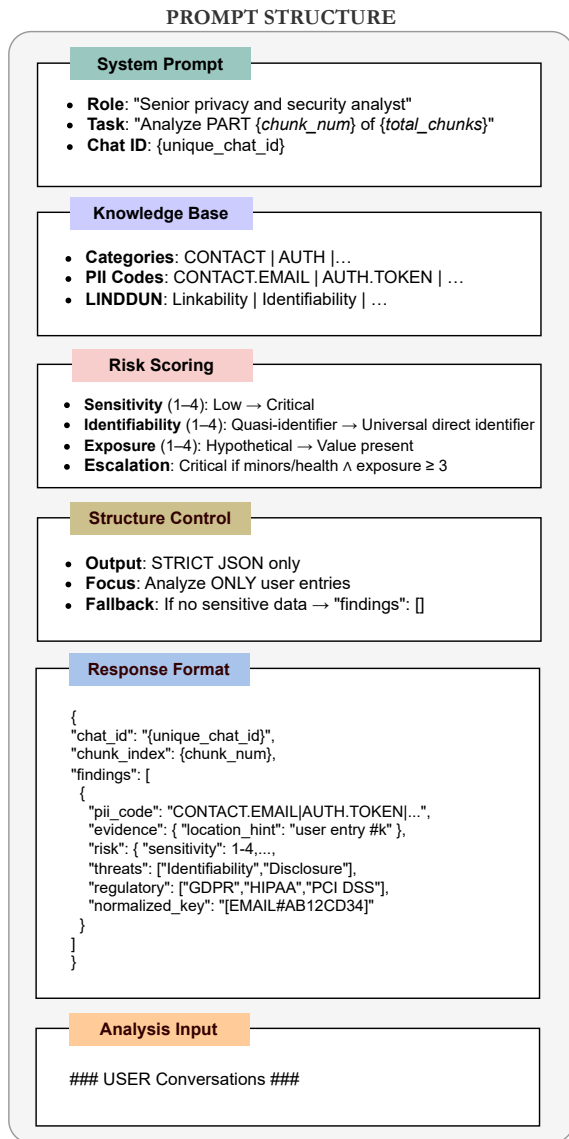 PROMPT STRUCTURE
System Prompt
• Role: "Senior privacy and security analyst"
• Task: "Analyze PART {chunk_num} of {total_chunks}"
• Chat ID: {unique_chat_id}
Knowledge Base
• Categories: CONTACT | AUTH |…
• PII Codes: CONTACT.EMAIL | AUTH.TOKEN | …
• LINDDUN: Linkability | Identifiability | …
Risk Scoring
• Sensitivity (1–4): Low → Critical
• Identifiability (1–4): Quasi-identifier → Universal direct identifier
• Exposure (1–4): Hypothetical → Value present
• Escalation: Critical if minors/health ∧ exposure ≥ 3
Structure Control
• Output: STRICT JSON only
• Focus: Analyze ONLY user entries
• Fallback: If no sensitive data → "findings": []
Response Format
{
"chat_id": "{unique_chat_id}",
"chunk_index": {chunk_num},
"findings": [
{
"pii_code": "CONTACT.EMAIL|AUTH.TOKEN|...",
"evidence": { "location_hint": "user entry #k" },
"risk": { "sensitivity": 1-4,...,
"threats": ["Identifiability","Disclosure"],
"regulatory": ["GDPR","HIPAA","PCI DSS"],
"normalized_key": "[EMAIL#AB12CD34]"
}
]
}
Analysis Input
### USER Conversations ###